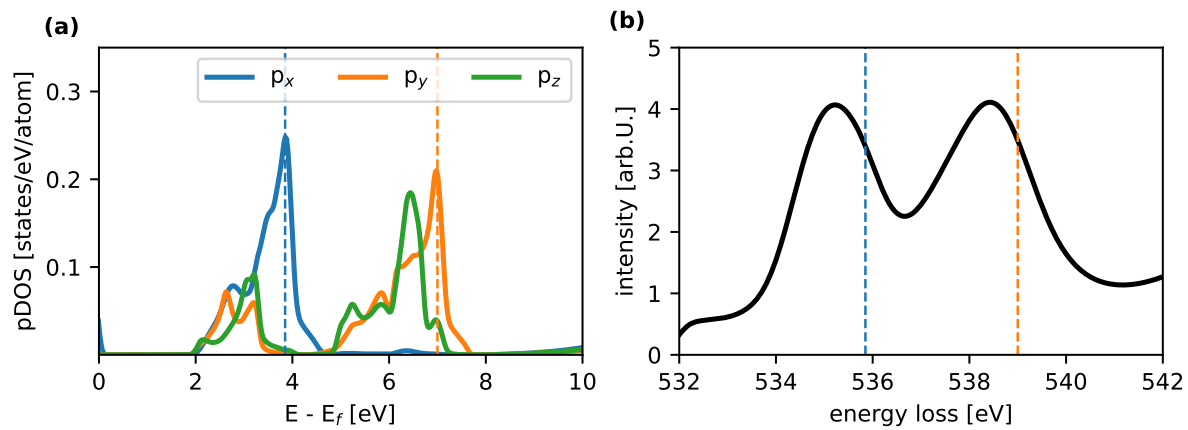 (a)
pDOS [states/eV/atom]
0.3
0.2
0.1
pₓ
p_y
p_z
0 2 4 6 8 10
E - E_f [eV]
(b)
intensity [arb.U.]
5
4
3
2
1
0
532 534 536 538 540 542
energy loss [eV]